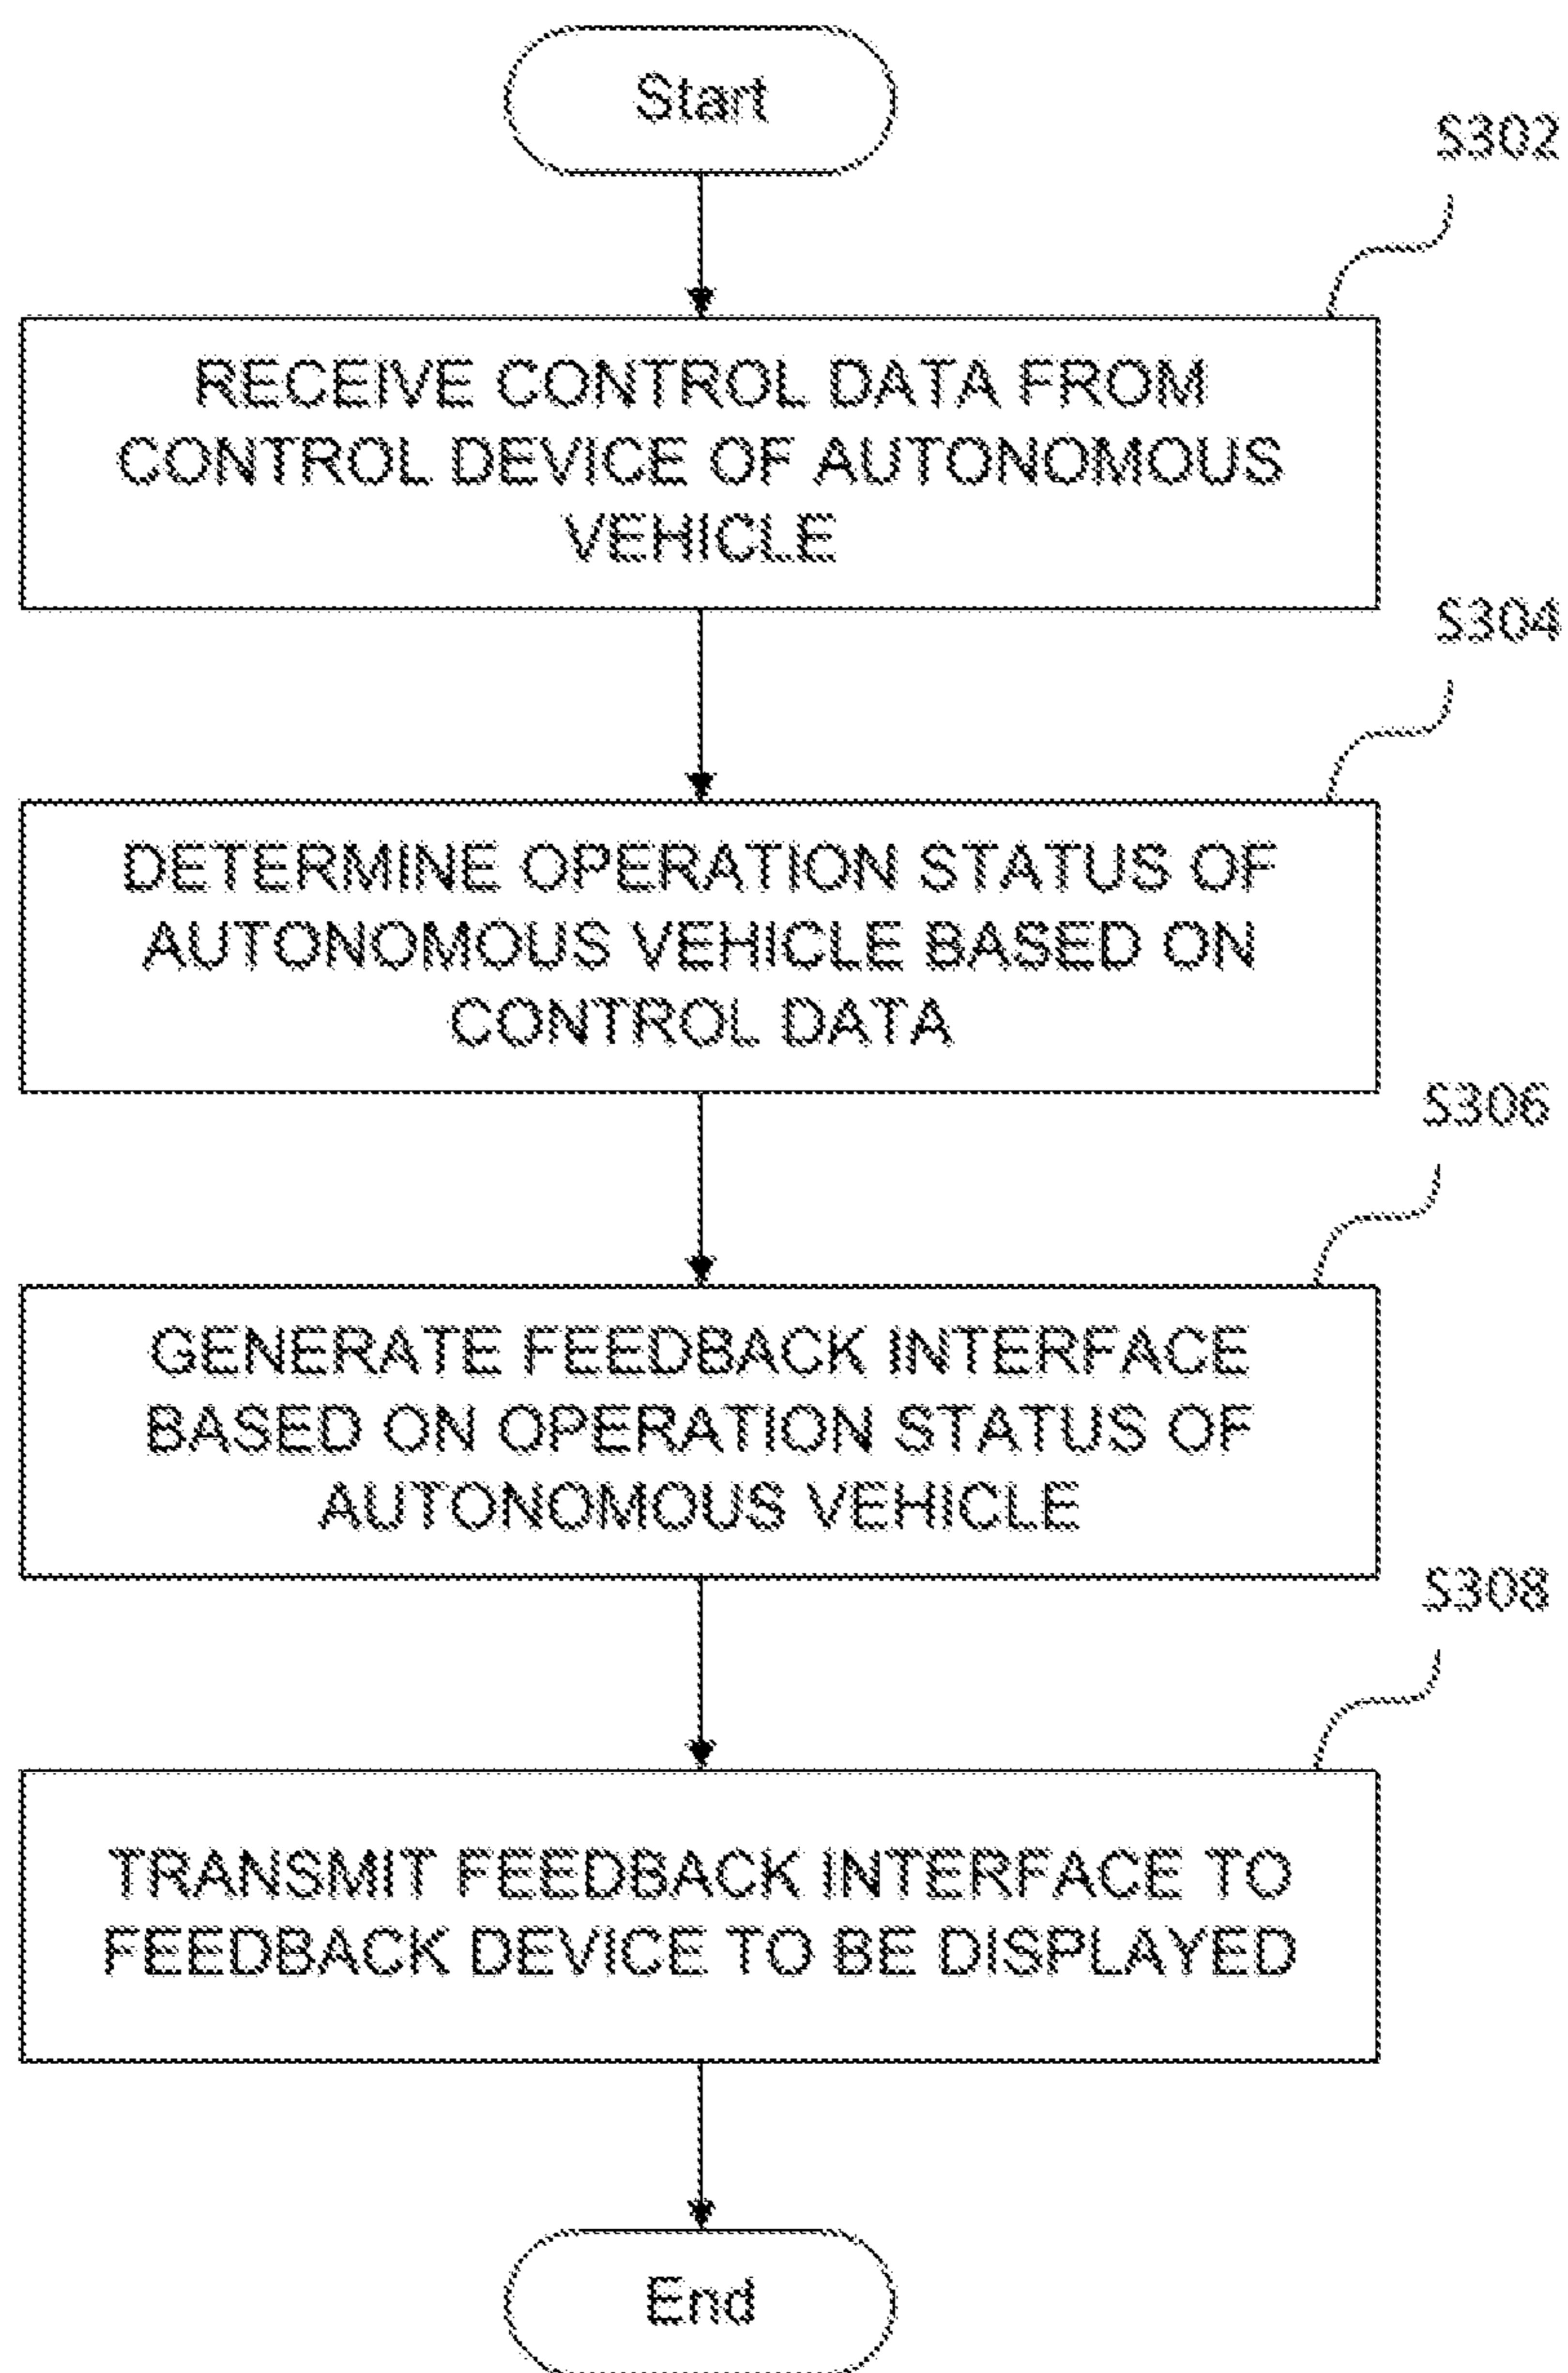 Start
S302
RECEIVE CONTROL DATA FROM
CONTROL DEVICE OF AUTONOMOUS
VEHICLE
S304
DETERMINE OPERATION STATUS OF
AUTONOMOUS VEHICLE BASED ON
CONTROL DATA
S306
GENERATE FEEDBACK INTERFACE
BASED ON OPERATION STATUS OF
AUTONOMOUS VEHICLE
S308
TRANSMIT FEEDBACK INTERFACE TO
FEEDBACK DEVICE TO BE DISPLAYED
End